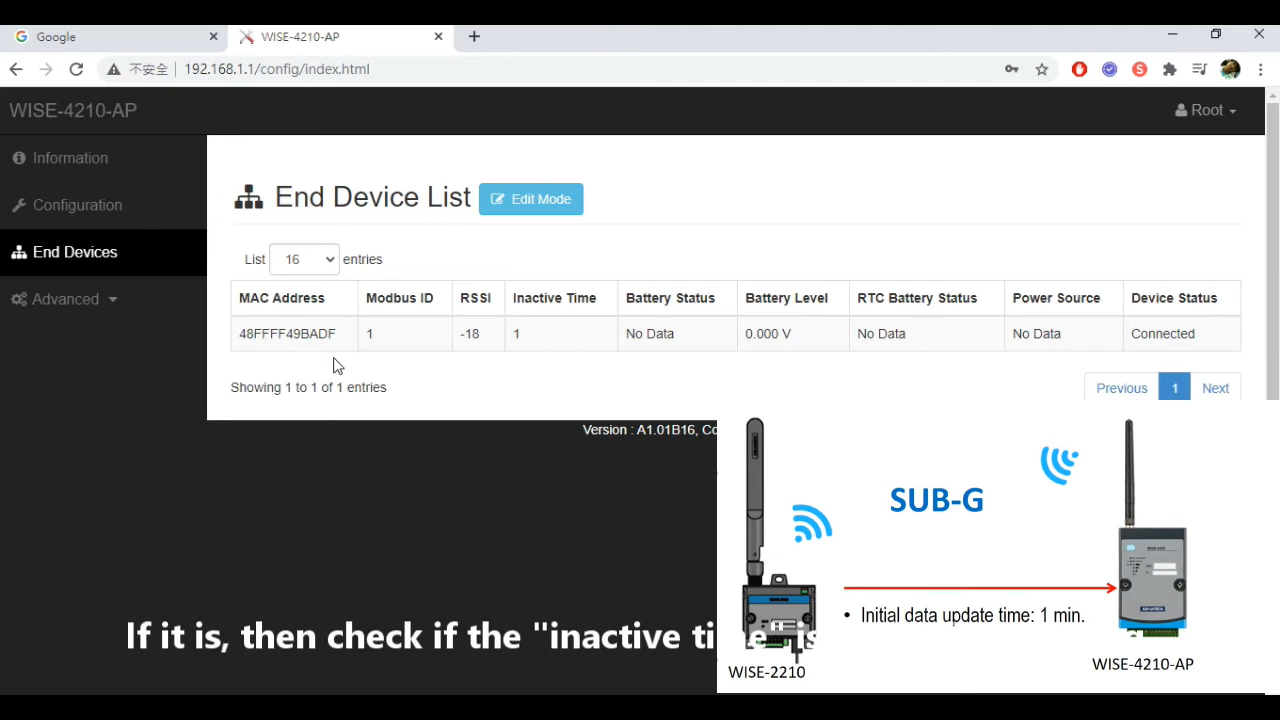 Google
WISE-4210-AP
不安全
192.168.1.1/config/index.html
WISE-4210-AP
Root
Information
Configuration
End Devices
Advanced
End Device List
Edit Mode
List 16 entries
MAC Address Modbus ID RSSI Inactive Time Battery Status Battery Level RTC Battery Status Power Source Device Status
48FFFF49BADF 1 -18 1 No Data 0.000 V No Data No Data Connected
Showing 1 to 1 of 1 entries
Previous 1 Next
Version : A1.01B16, Co
SUB-G
• Initial data update time: 1 min.
If it is, then check if the "inactive time" is
WISE-2210
WISE-4210-AP